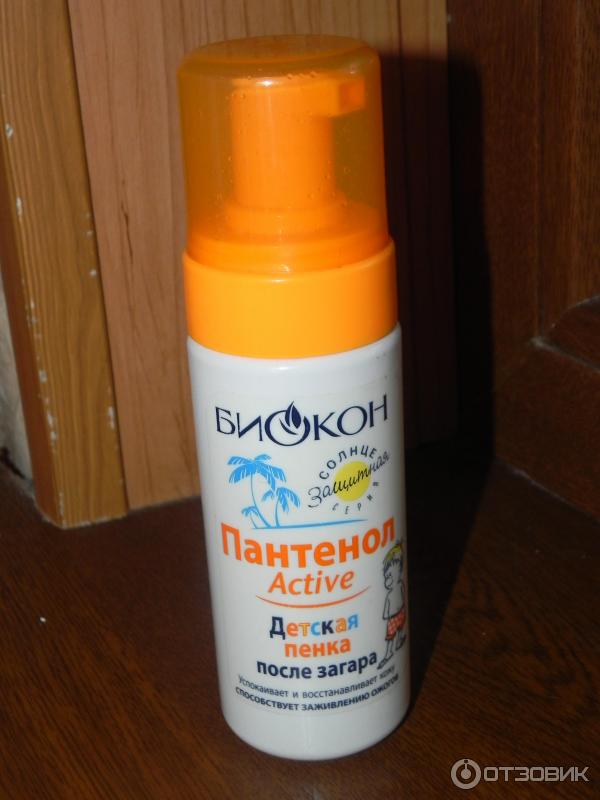 БИОКОН
СОЛНЦЕ
Защитная
СЕРИЯ
Пантенол
Active
Детская
пенка
после загара
Успокаивает и восстанавливает кожу
СПОСОБСТВУЕТ ЗАЖИВЛЕНИЮ ОЖОГОВ
ОТЗОВИК